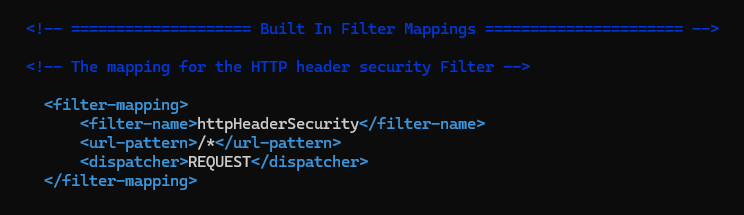 <!-- ==================== Built In Filter Mappings ====================== -->
<!-- The mapping for the HTTP header security Filter -->
<filter-mapping>
<filter-name>httpHeaderSecurity</filter-name>
<url-pattern>/*</url-pattern>
<dispatcher>REQUEST</dispatcher>
</filter-mapping>